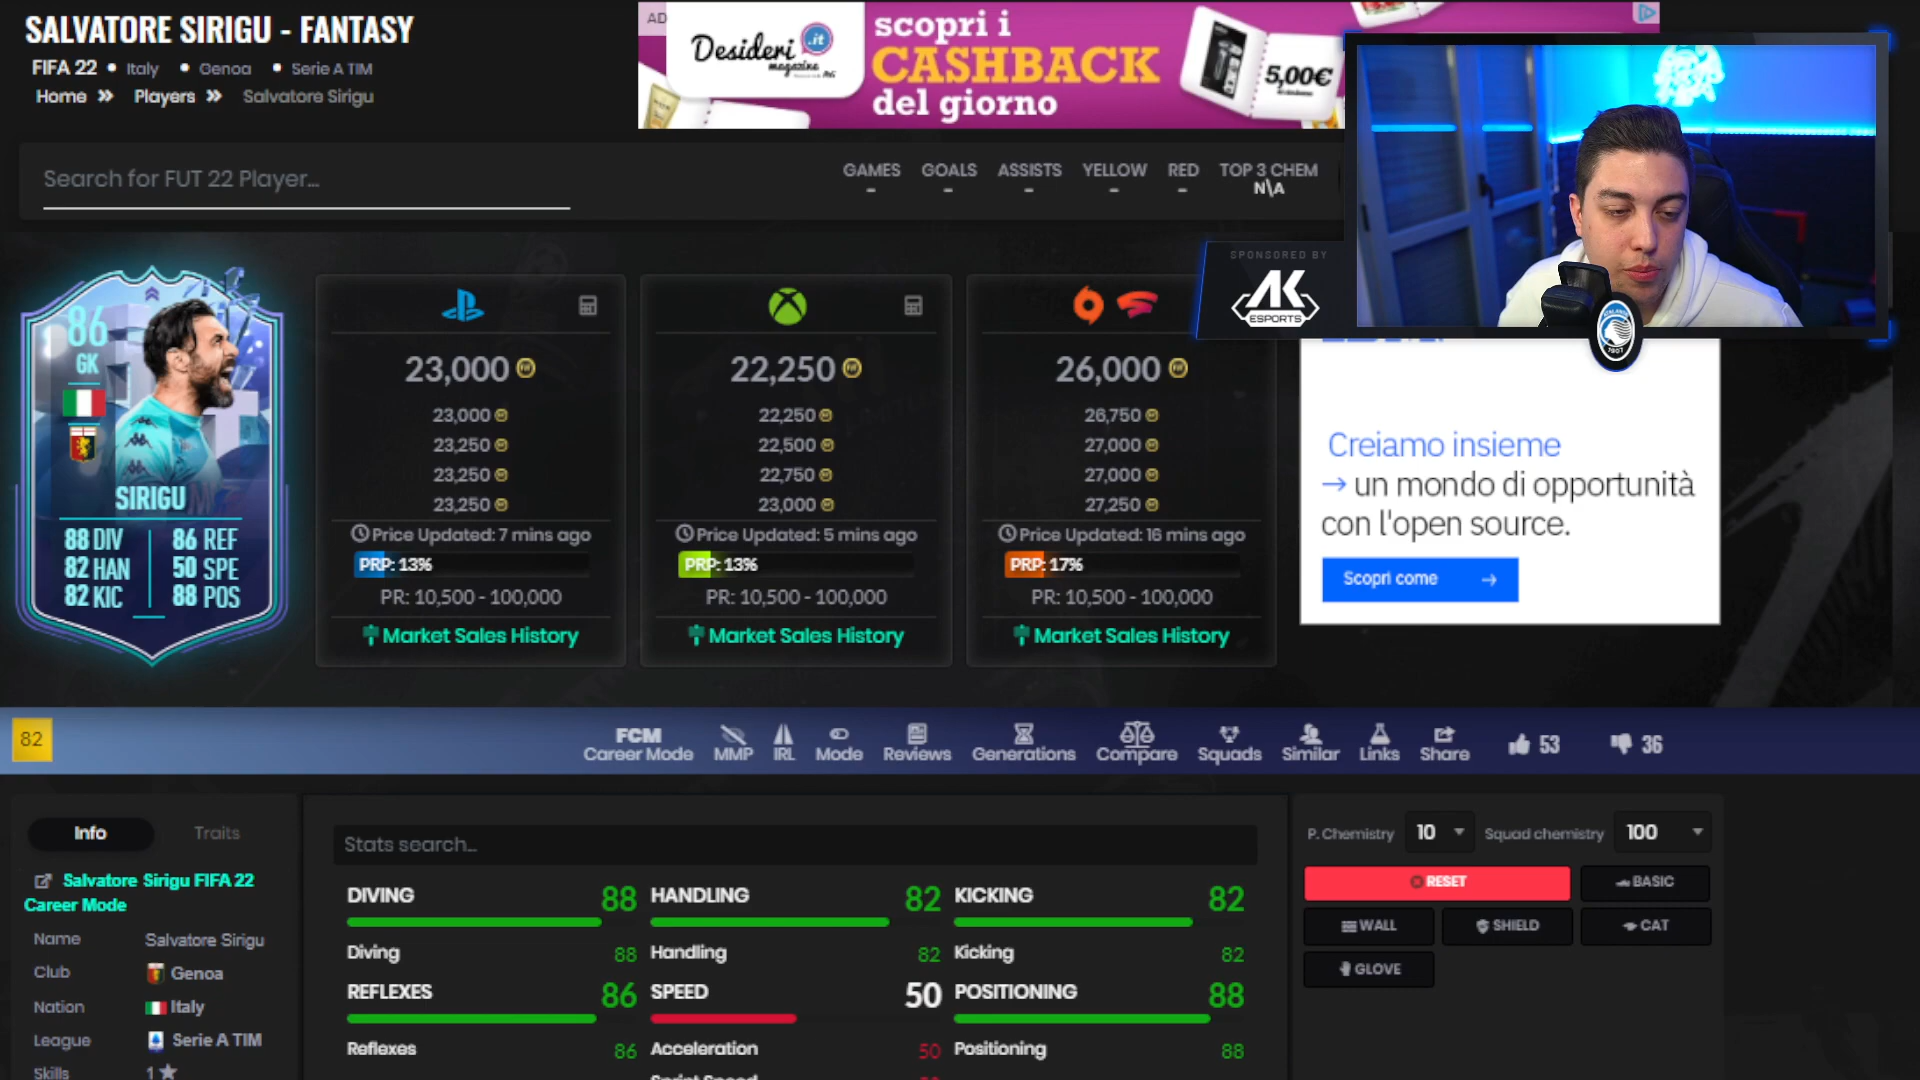 SALVATORE SIRIGU - FANTASY
FIFA 22 • Italy • Genoa • Serie A TIM
Home » Players » Salvatore Sirigu
AD
Desideri.it
magazine
scopri i
CASHBACK
del giorno
5,00€
Search for FUT 22 Player...
GAMES GOALS ASSISTS YELLOW RED TOP 3 CHEM
- - - - - N\A
SPONSORED BY
AK
ESPORTS
ATALANTA
1907
86
GK
SIRIGU
88 DIV 86 REF
82 HAN 50 SPE
82 KIC 88 POS
23,000
23,000
23,250
23,250
23,250
Price Updated: 7 mins ago
PRP: 13%
PR: 10,500 - 100,000
Market Sales History
22,250
22,250
22,500
22,750
23,000
Price Updated: 5 mins ago
PRP: 13%
PR: 10,500 - 100,000
Market Sales History
26,000
26,750
27,000
27,000
27,250
Price Updated: 16 mins ago
PRP: 17%
PR: 10,500 - 100,000
Market Sales History
Creiamo insieme
→ un mondo di opportunità
con l'open source.
Scopri come →
82
FCM
Career Mode MMP IRL Mode Reviews Generations Compare Squads Similar Links Share 53 36
Info Traits
Salvatore Sirigu FIFA 22
Career Mode
Name Salvatore Sirigu
Club Genoa
Nation Italy
League Serie A TIM
Skills 1★
Stats search...
DIVING 88 HANDLING 82 KICKING 82
Diving 88 Handling 82 Kicking 82
REFLEXES 86 SPEED 50 POSITIONING 88
Reflexes 86 Acceleration 50 Positioning 88
Sprint Speed
P. Chemistry 10 Squad chemistry 100
RESET BASIC
WALL SHIELD CAT
GLOVE